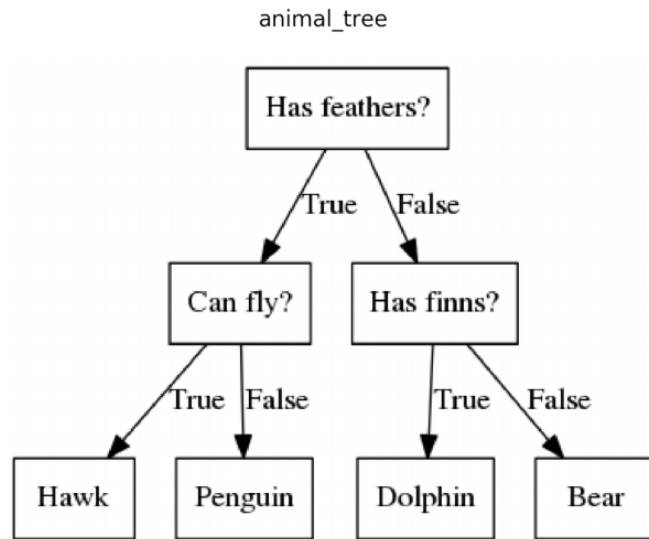 animal_tree
Has feathers?
True
False
Can fly?
Has finns?
True
False
True
False
Hawk
Penguin
Dolphin
Bear